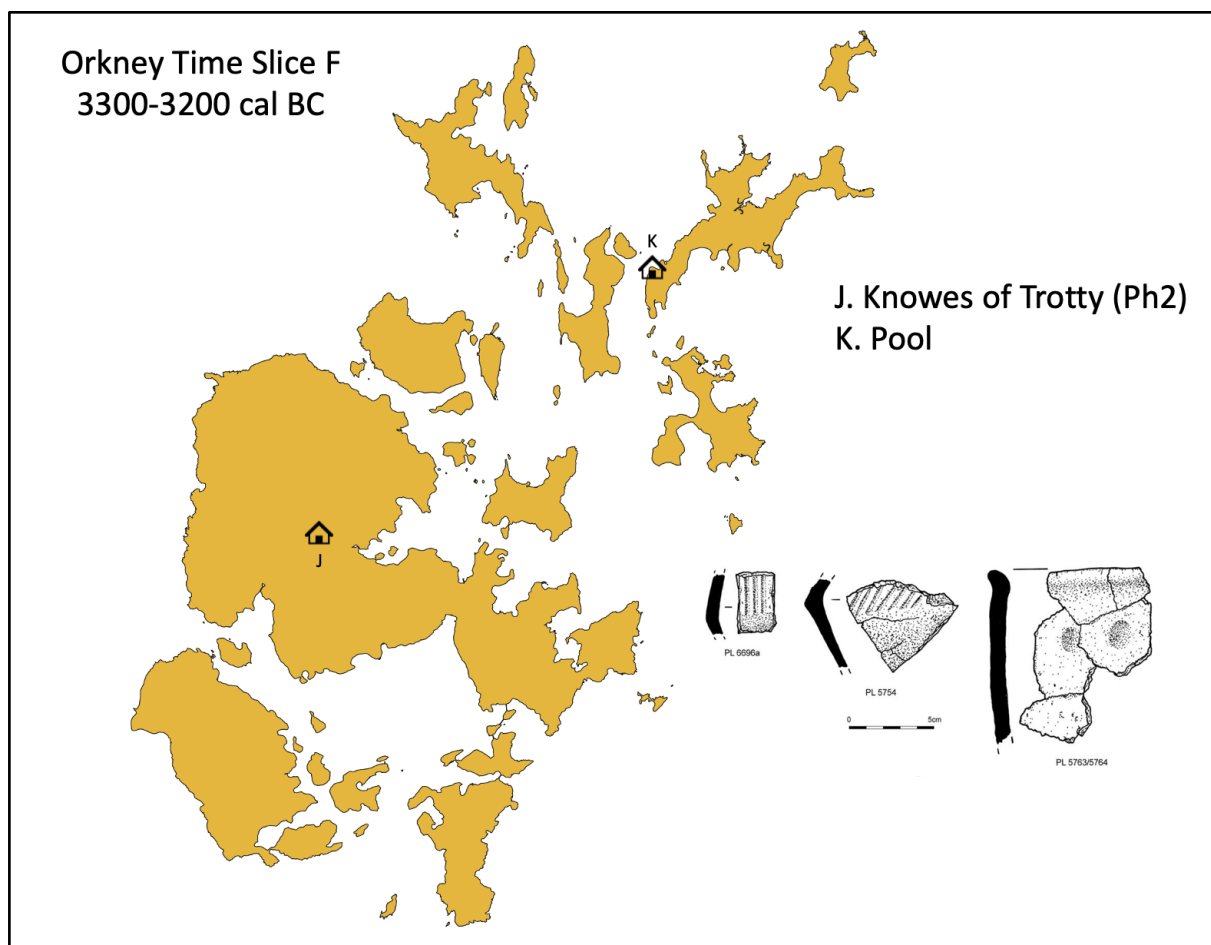 Orkney Time Slice F
3300-3200 cal BC
K
J. Knowes of Trotty (Ph2)
K. Pool
J
PL 6696a
PL 5754
0 5cm
PL 5763/5764